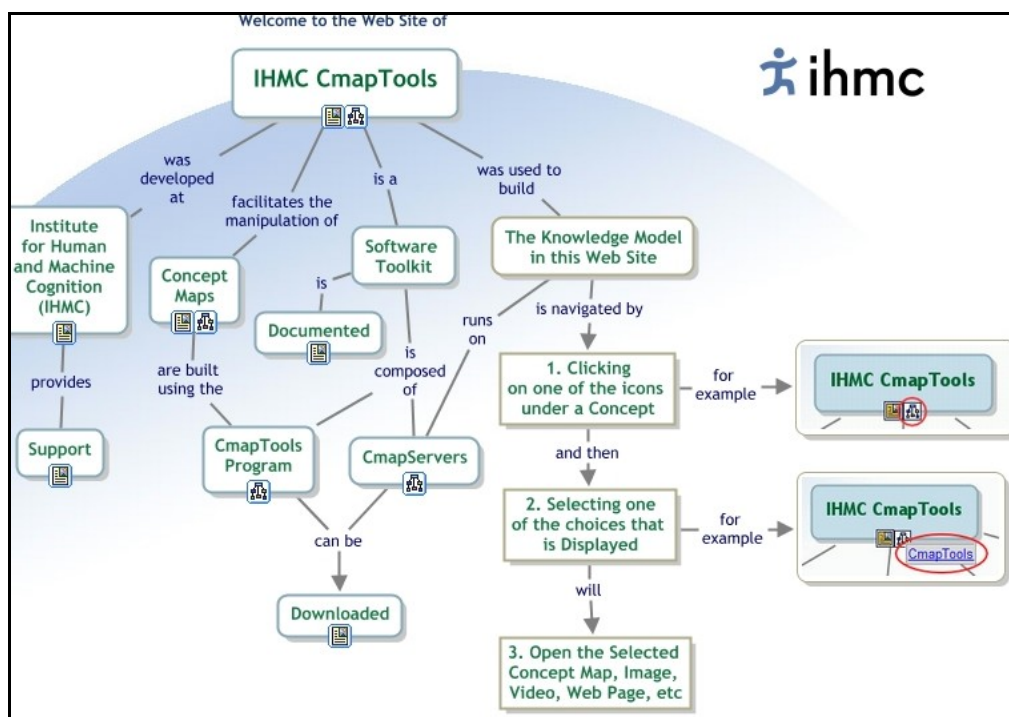 Welcome to the Web Site of
IHMC CmapTools
ihmc
was
developed
at
facilitates the
manipulation of
is a
was used to
build
Institute
for Human
and Machine
Cognition
(IHMC)
Concept
Maps
Software
Toolkit
The Knowledge Model
in this Web Site
is
Documented
runs
on
is navigated by
provides
are built
using the
is
composed
of
1. Clicking
on one of the icons
under a Concept
for
example
IHMC CmapTools
Support
CmapTools
Program
CmapServers
and then
2. Selecting one
of the choices that
is Displayed
for
example
IHMC CmapTools
CmapTools
can be
will
Downloaded
3. Open the Selected
Concept Map, Image,
Video, Web Page, etc